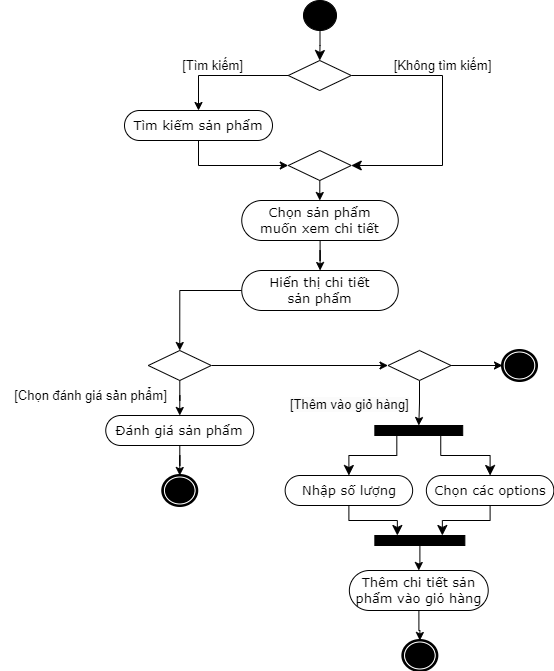 [Tìm kiếm]
[Không tìm kiếm]
Tìm kiếm sản phẩm
Chọn sản phẩm
muốn xem chi tiết
Hiển thị chi tiết
sản phẩm
[Chọn đánh giá sản phẩm]
[Thêm vào giỏ hàng]
Đánh giá sản phẩm
Nhập số lượng
Chọn các options
Thêm chi tiết sản
phẩm vào giỏ hàng